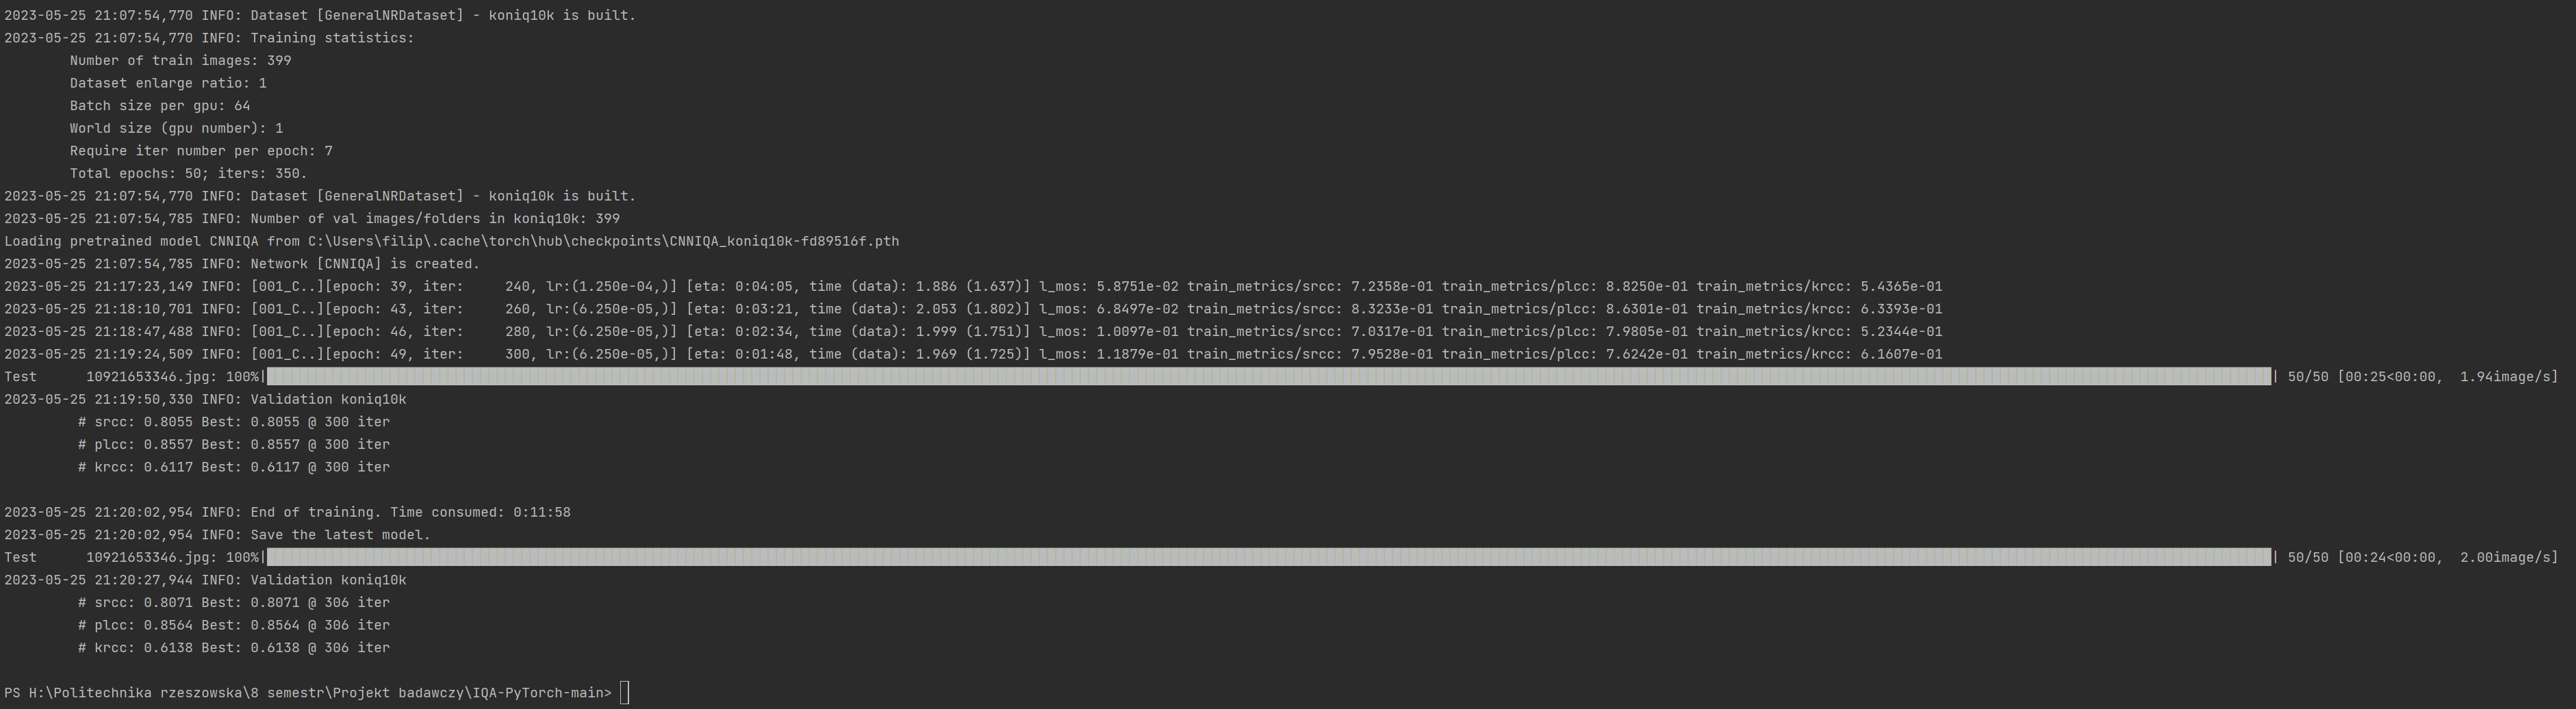 2023-05-25 21:07:54,770 INFO: Dataset [GeneralNRDataset] - koniq10k is built.
2023-05-25 21:07:54,770 INFO: Training statistics:
Number of train images: 399
Dataset enlarge ratio: 1
Batch size per gpu: 64
World size (gpu number): 1
Require iter number per epoch: 7
Total epochs: 50; iters: 350.
2023-05-25 21:07:54,770 INFO: Dataset [GeneralNRDataset] - koniq10k is built.
2023-05-25 21:07:54,785 INFO: Number of val images/folders in koniq10k: 399
Loading pretrained model CNNIQA from C:\Users\filip\.cache\torch\hub\checkpoints\CNNIQA_koniq10k-fd89516f.pth
2023-05-25 21:07:54,785 INFO: Network [CNNIQA] is created.
2023-05-25 21:17:23,149 INFO: [001_C..][epoch: 39, iter:     240, lr:(1.250e-04,)] [eta: 0:04:05, time (data): 1.886 (1.637)] l_mos: 5.8751e-02 train_metrics/srcc: 7.2358e-01 train_metrics/plcc: 8.8250e-01 train_metrics/krcc: 5.4365e-01
2023-05-25 21:18:10,701 INFO: [001_C..][epoch: 43, iter:     260, lr:(6.250e-05,)] [eta: 0:03:21, time (data): 2.053 (1.802)] l_mos: 6.8497e-02 train_metrics/srcc: 8.3233e-01 train_metrics/plcc: 8.6301e-01 train_metrics/krcc: 6.3393e-01
2023-05-25 21:18:47,488 INFO: [001_C..][epoch: 46, iter:     280, lr:(6.250e-05,)] [eta: 0:02:34, time (data): 1.999 (1.751)] l_mos: 1.0097e-01 train_metrics/srcc: 7.0317e-01 train_metrics/plcc: 7.9805e-01 train_metrics/krcc: 5.2344e-01
2023-05-25 21:19:24,509 INFO: [001_C..][epoch: 49, iter:     300, lr:(6.250e-05,)] [eta: 0:01:48, time (data): 1.969 (1.725)] l_mos: 1.1879e-01 train_metrics/srcc: 7.9528e-01 train_metrics/plcc: 7.6242e-01 train_metrics/krcc: 6.1607e-01
Test      10921653346.jpg: 100%| | 50/50 [00:25<00:00,  1.94image/s]
2023-05-25 21:19:50,330 INFO: Validation koniq10k
# srcc: 0.8055 Best: 0.8055 @ 300 iter
# plcc: 0.8557 Best: 0.8557 @ 300 iter
# krcc: 0.6117 Best: 0.6117 @ 300 iter
2023-05-25 21:20:02,954 INFO: End of training. Time consumed: 0:11:58
2023-05-25 21:20:02,954 INFO: Save the latest model.
Test      10921653346.jpg: 100%| | 50/50 [00:24<00:00,  2.00image/s]
2023-05-25 21:20:27,944 INFO: Validation koniq10k
# srcc: 0.8071 Best: 0.8071 @ 306 iter
# plcc: 0.8564 Best: 0.8564 @ 306 iter
# krcc: 0.6138 Best: 0.6138 @ 306 iter
PS H:\Politechnika rzeszowska\8 semestr\Projekt badawczy\IQA-PyTorch-main>